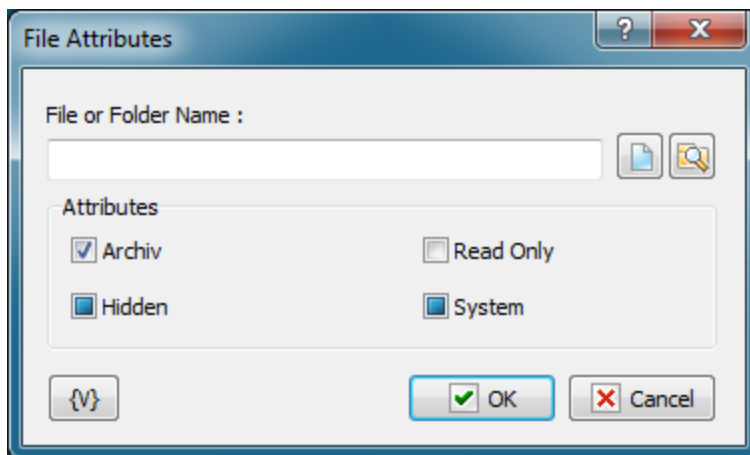 File Attributes
?
File or Folder Name :
Attributes
Archiv Read Only
Hidden System
{V} OK Cancel